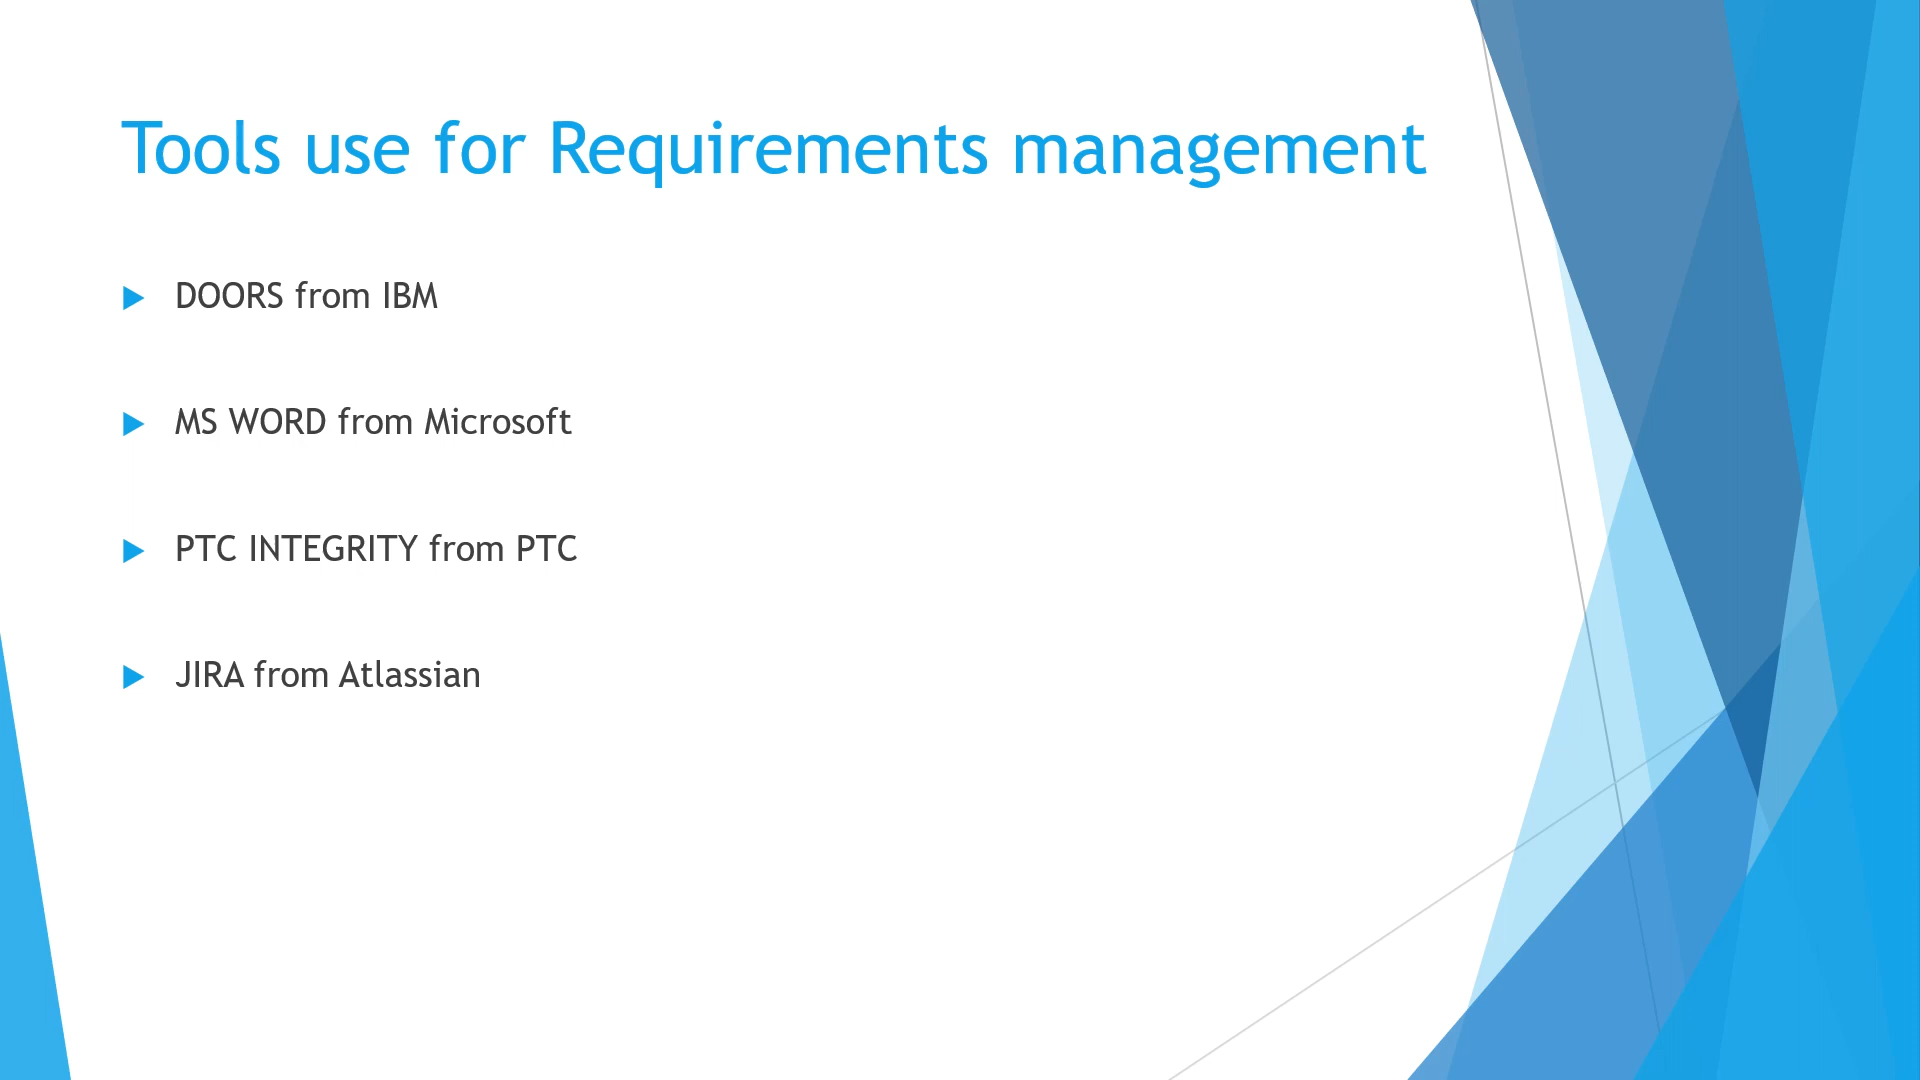 Tools use for Requirements management
DOORS from IBM
MS WORD from Microsoft
PTC INTEGRITY from PTC
JIRA from Atlassian